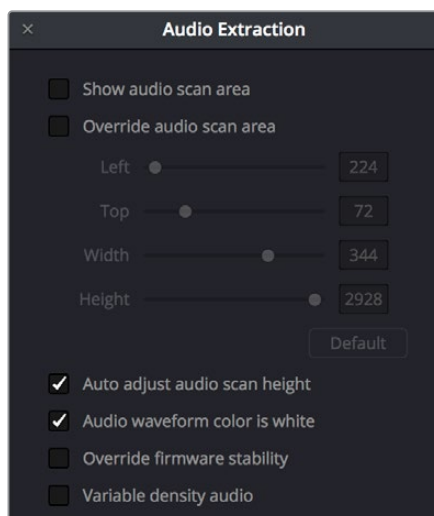 Audio Extraction
Show audio scan area
Override audio scan area
Left 224
Top 72
Width 344
Height 2928
Default
Auto adjust audio scan height
Audio waveform color is white
Override firmware stability
Variable density audio